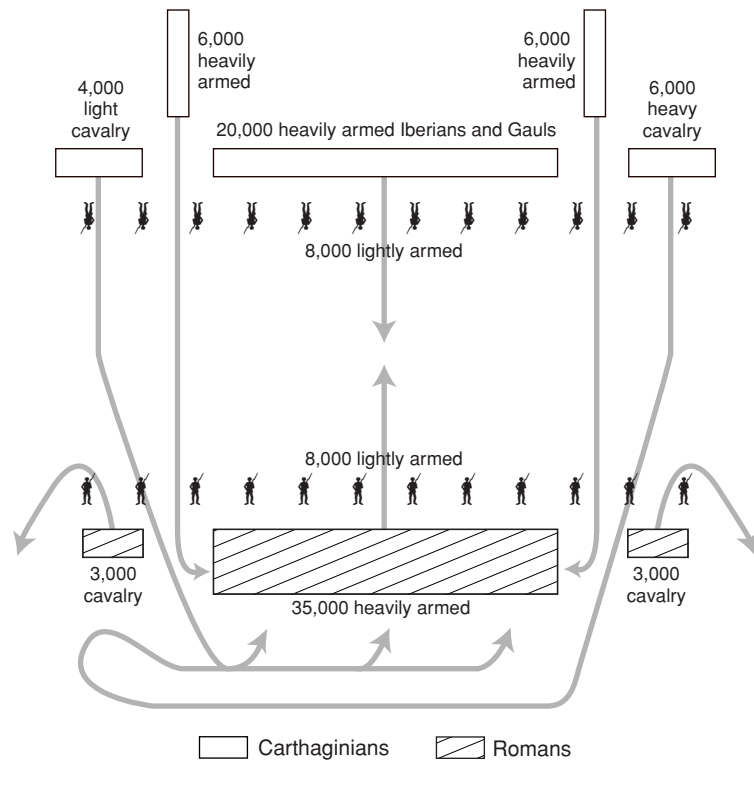 6,000
heavily
armed
6,000
heavily
armed
4,000
light
cavalry
6,000
heavy
cavalry
20,000 heavily armed Iberians and Gauls
8,000 lightly armed
8,000 lightly armed
3,000
cavalry
3,000
cavalry
35,000 heavily armed
Carthaginians
Romans